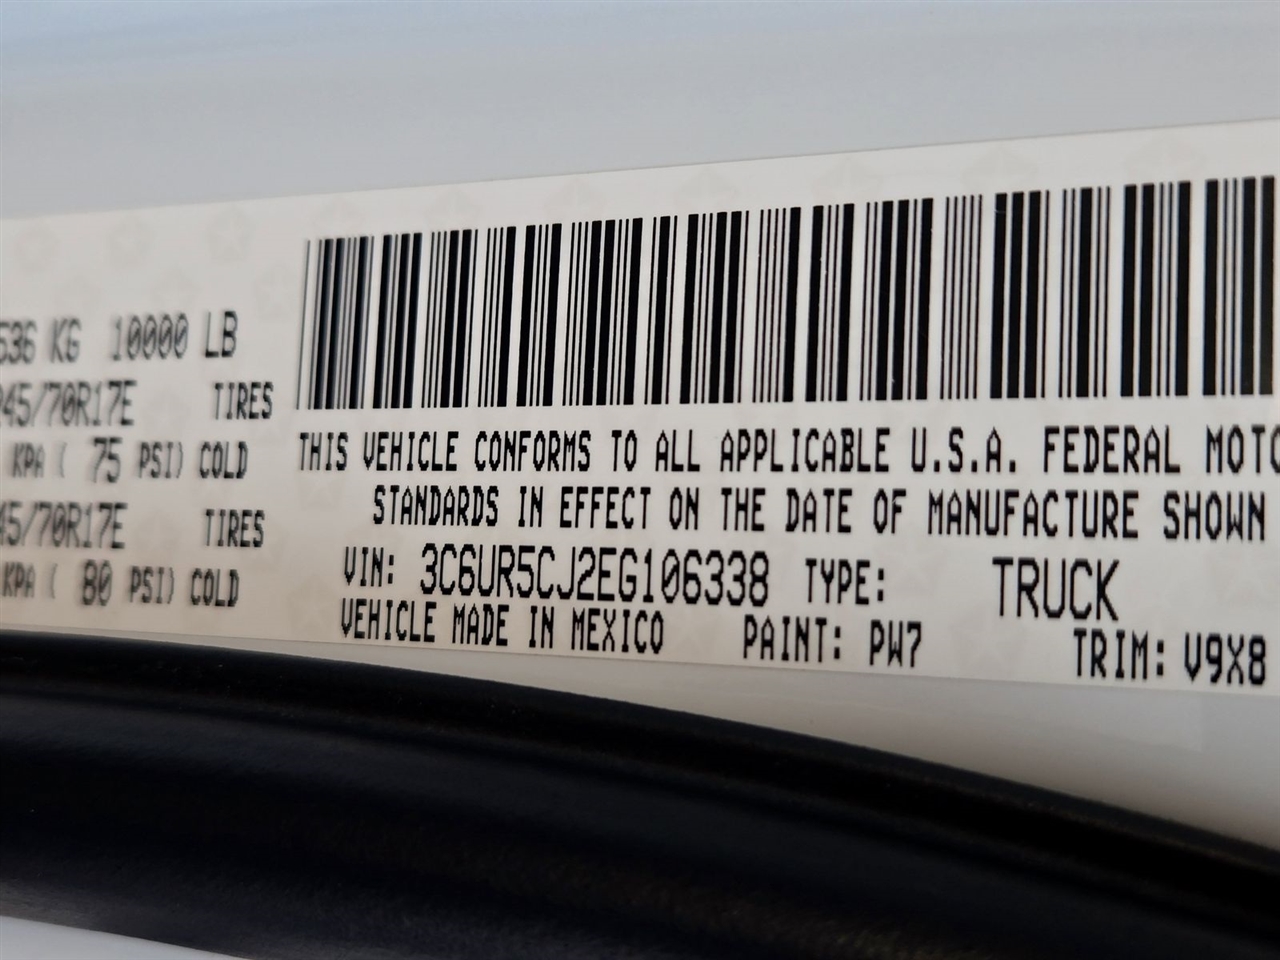 536 KG 10000 LB
245/70R17E TIRES
KPA ( 75 PSI) COLD
45/70R17E TIRES
KPA ( 80 PSI) COLD
THIS VEHICLE CONFORMS TO ALL APPLICABLE U.S.A. FEDERAL MOTO
STANDARDS IN EFFECT ON THE DATE OF MANUFACTURE SHOWN
VIN: 3C6UR5CJ2EG106338 TYPE: TRUCK
VEHICLE MADE IN MEXICO PAINT: PW7 TRIM: V9X8